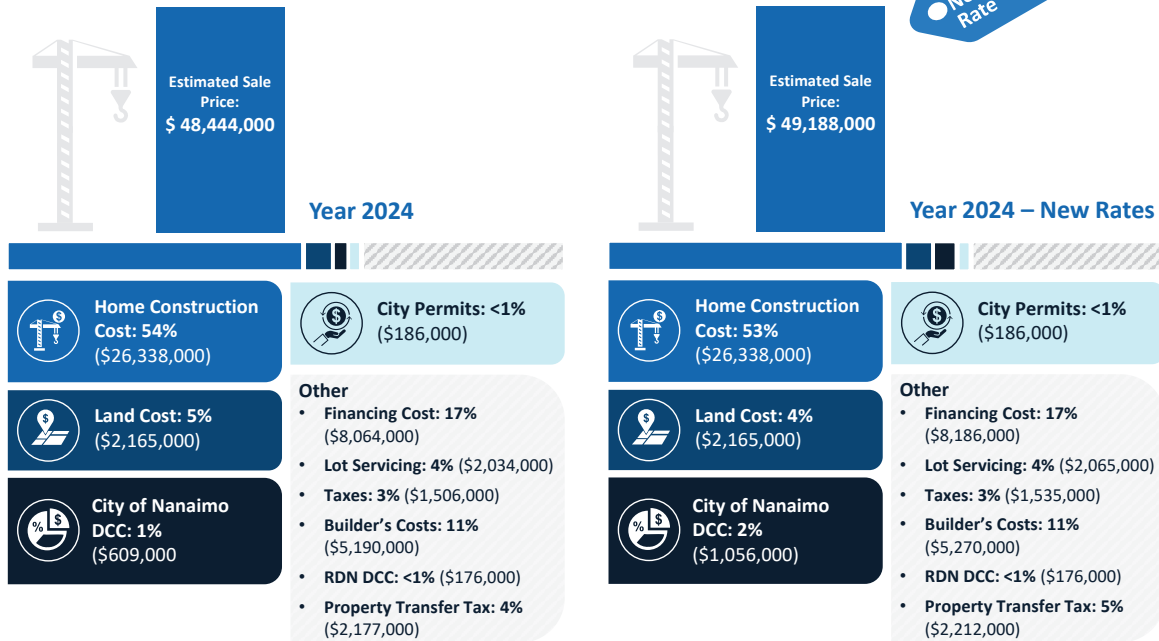 Estimated Sale
Price:
$ 48,444,000
Year 2024
Home Construction
Cost: 54%
($26,338,000)
City Permits: <1%
($186,000)
Land Cost: 5%
($2,165,000)
City of Nanaimo
DCC: 1%
($609,000
Other
• Financing Cost: 17%
($8,064,000)
• Lot Servicing: 4% ($2,034,000)
• Taxes: 3% ($1,506,000)
• Builder's Costs: 11%
($5,190,000)
• RDN DCC: <1% ($176,000)
• Property Transfer Tax: 4%
($2,177,000)
Rate
Estimated Sale
Price:
$ 49,188,000
Year 2024 – New Rates
Home Construction
Cost: 53%
($26,338,000)
City Permits: <1%
($186,000)
Land Cost: 4%
($2,165,000)
City of Nanaimo
DCC: 2%
($1,056,000)
Other
• Financing Cost: 17%
($8,186,000)
• Lot Servicing: 4% ($2,065,000)
• Taxes: 3% ($1,535,000)
• Builder's Costs: 11%
($5,270,000)
• RDN DCC: <1% ($176,000)
• Property Transfer Tax: 5%
($2,212,000)